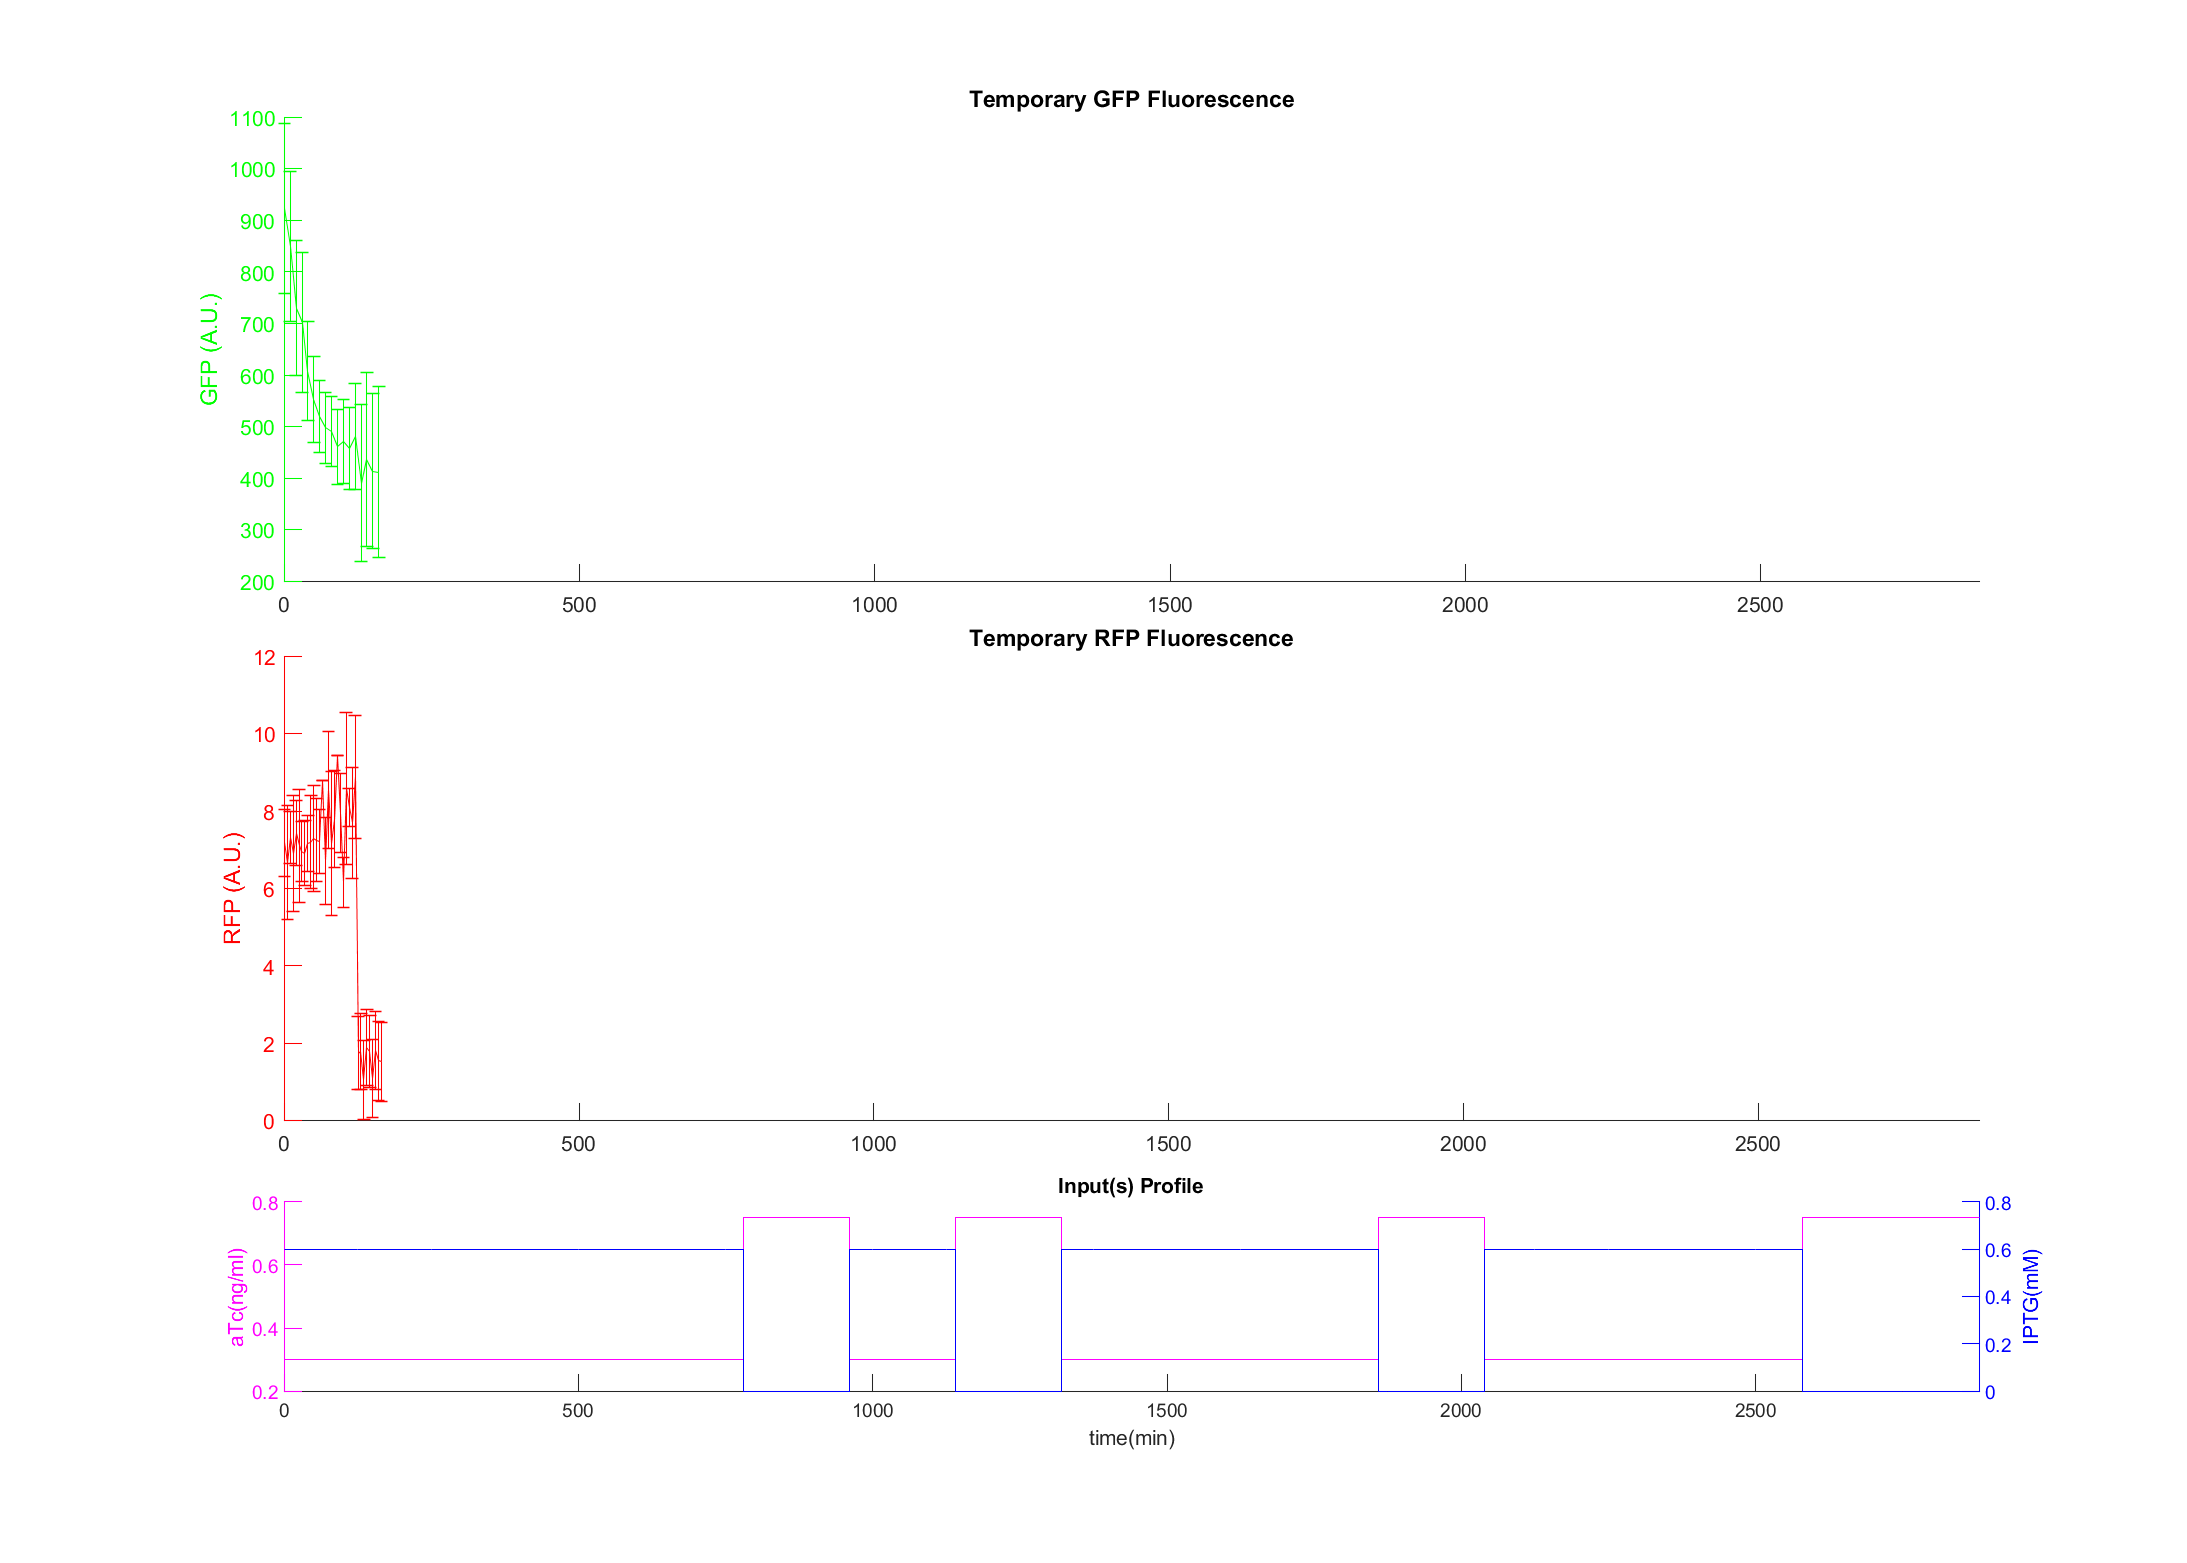 Temporary GFP Fluorescence
GFP (A.U.)
1100
1000
900
800
700
600
500
400
300
200
0 500 1000 1500 2000 2500
Temporary RFP Fluorescence
RFP (A.U.)
12
10
8
6
4
2
0
0 500 1000 1500 2000 2500
Input(s) Profile
aTc(ng/ml)
0.8
0.6
0.4
0.2
0.8
0.6
0.4
0.2
0
IPTG(mM)
0 500 1000 1500 2000 2500
time(min)